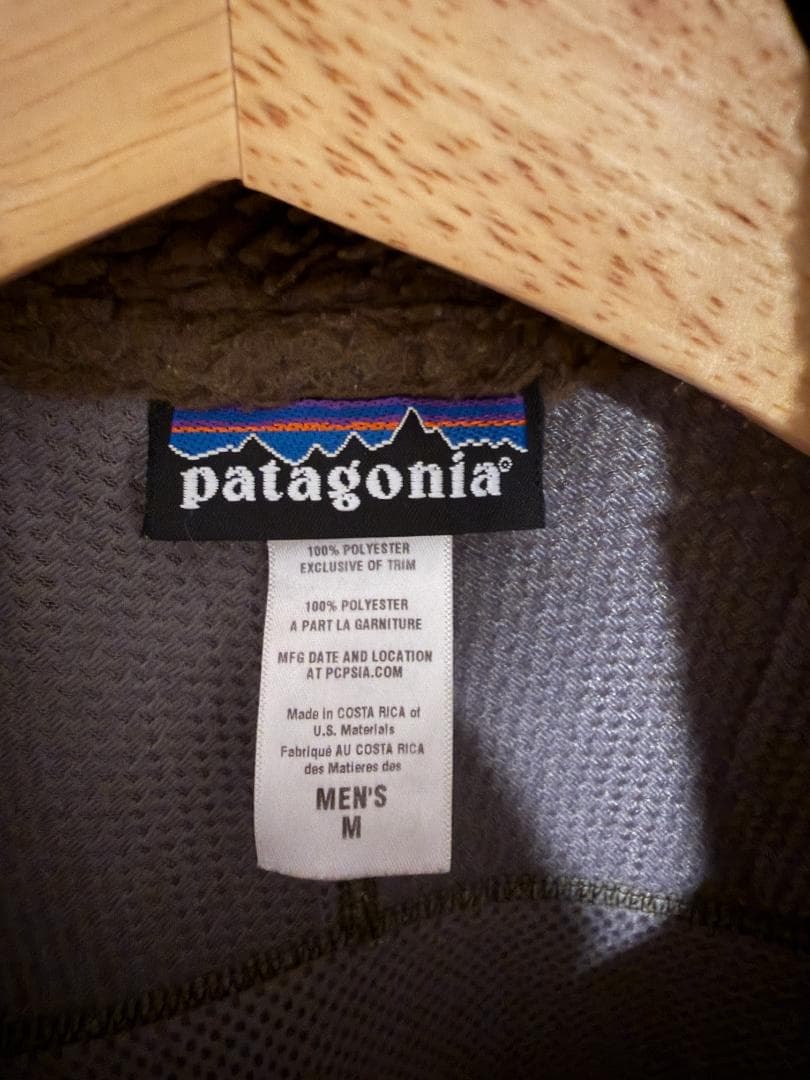 patagonia®
100% POLYESTER
EXCLUSIVE OF TRIM
100% POLYESTER
A PART LA GARNITURE
MFG DATE AND LOCATION
AT PCPSIA.COM
Made in COSTA RICA of
U.S. Materials
Fabriqué AU COSTA RICA
des Matieres des
MEN'S
M